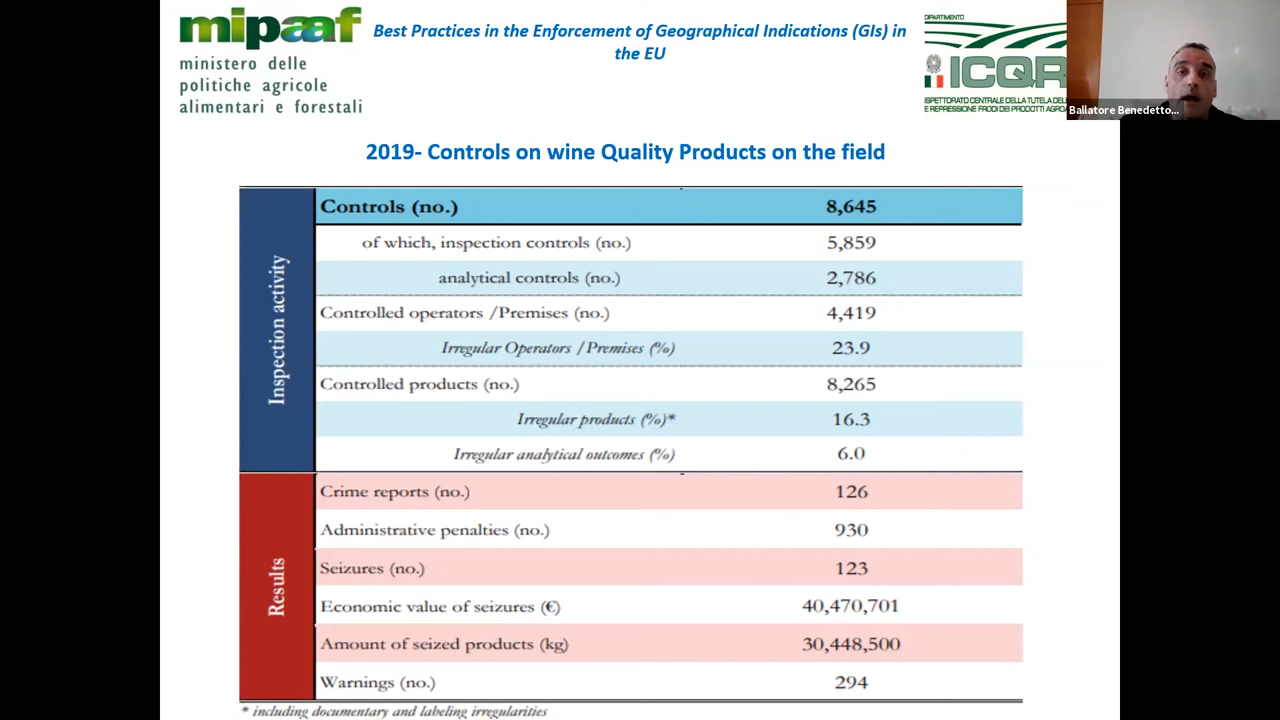 mipaaf
ministero delle
politiche agricole
alimentari e forestali
Best Practices in the Enforcement of Geographical Indications (GIs) in
the EU
DIPARTIMENTO
ICQR
ISPETTORATO CENTRALE DELLA TUTELA DEL
E REPRESSIONE FRODI DEI PRODOTTI AGRO
Ballatore Benedetto...
2019- Controls on wine Quality Products on the field
Inspection activity
Controls (no.) 8,645
of which, inspection controls (no.) 5,859
analytical controls (no.) 2,786
Controlled operators /Premises (no.) 4,419
Irregular Operators /Premises (%) 23.9
Controlled products (no.) 8,265
Irregular products (%)* 16.3
Irregular analytical outcomes (%) 6.0
Results
Crime reports (no.) 126
Administrative penalties (no.) 930
Seizures (no.) 123
Economic value of seizures (€) 40,470,701
Amount of seized products (kg) 30,448,500
Warnings (no.) 294
* including documentary and labeling irregularities